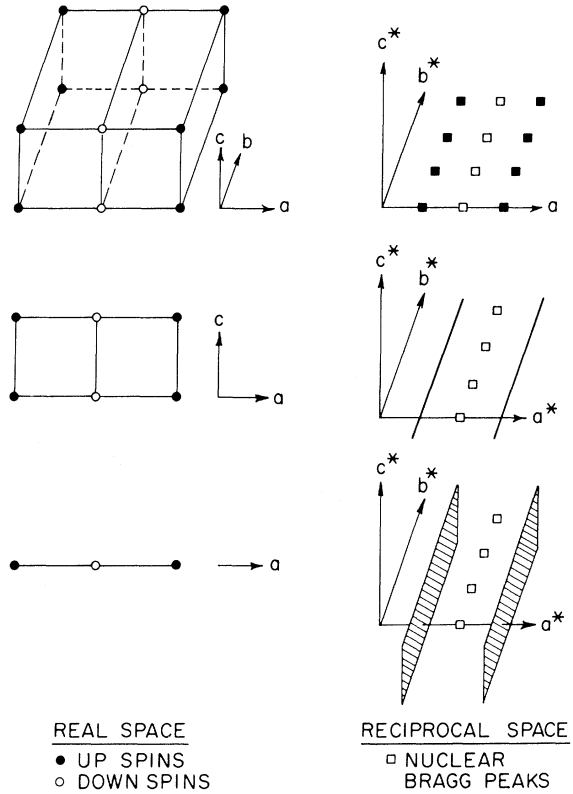 c*
b*
c
b
a
a
c*
b*
c
a
a*
c*
b*
a
a*
REAL SPACE
● UP SPINS
○ DOWN SPINS
RECIPROCAL SPACE
□ NUCLEAR
BRAGG PEAKS